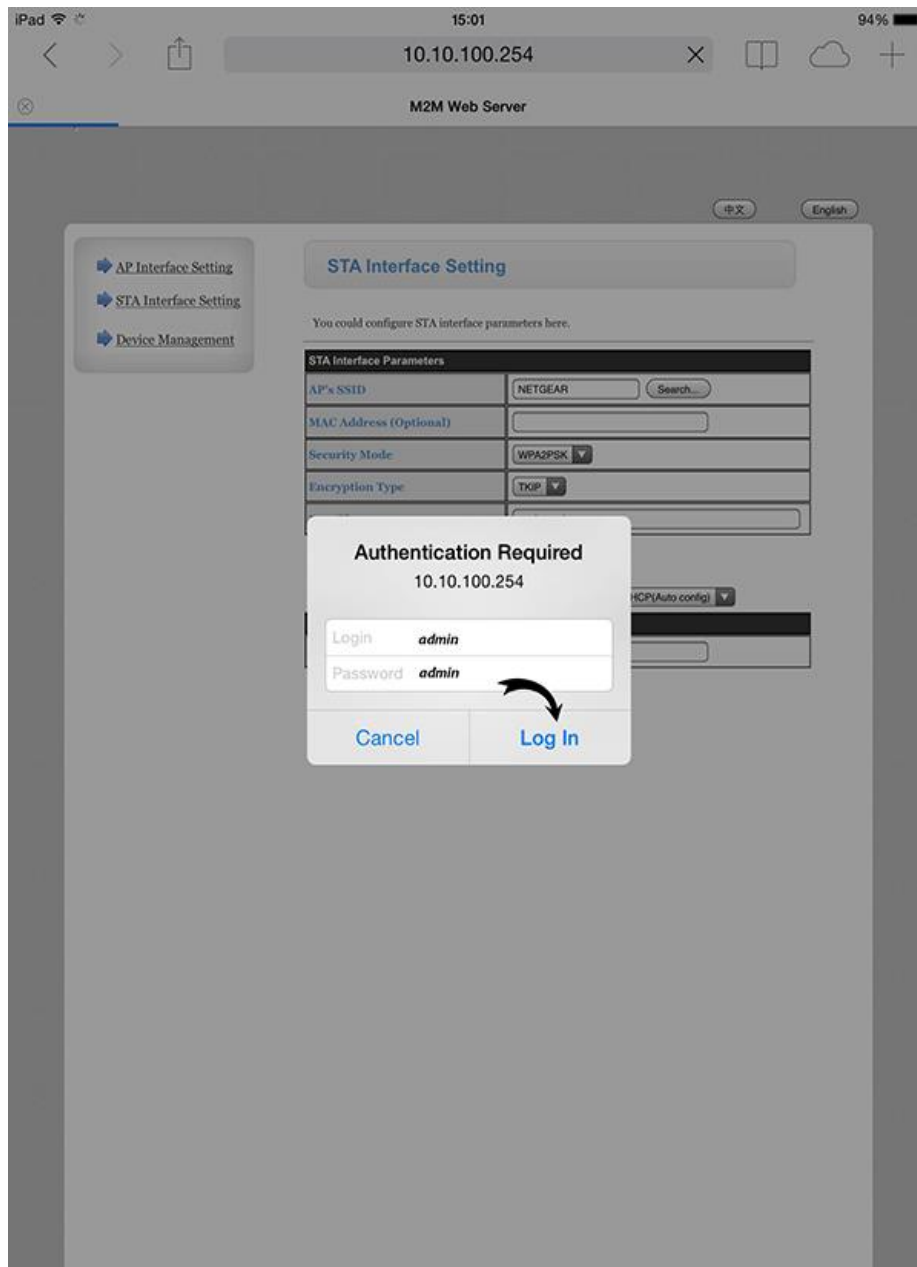 iPad 15:01 94%
10.10.100.254
M2M Web Server
中文 English
AP Interface Setting
STA Interface Setting
Device Management
STA Interface Setting
You could configure STA interface parameters here.
STA Interface Parameters
AP's SSID NETGEAR Search...
MAC Address (Optional)
Security Mode WPA2PSK
Encryption Type TKIP
HCP(Auto config)
Authentication Required
10.10.100.254
Login admin
Password admin
Cancel Log In